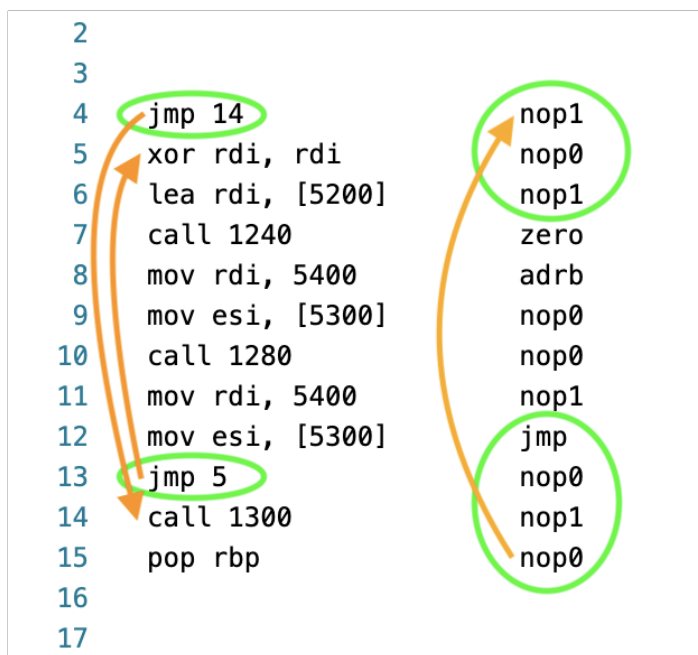 2
3
4 jmp 14 nop1
5 xor rdi, rdi nop0
6 lea rdi, [5200] nop1
7 call 1240 zero
8 mov rdi, 5400 adrb
9 mov esi, [5300] nop0
10 call 1280 nop0
11 mov rdi, 5400 nop1
12 mov esi, [5300] jmp
13 jmp 5 nop0
14 call 1300 nop1
15 pop rbp nop0
16
17